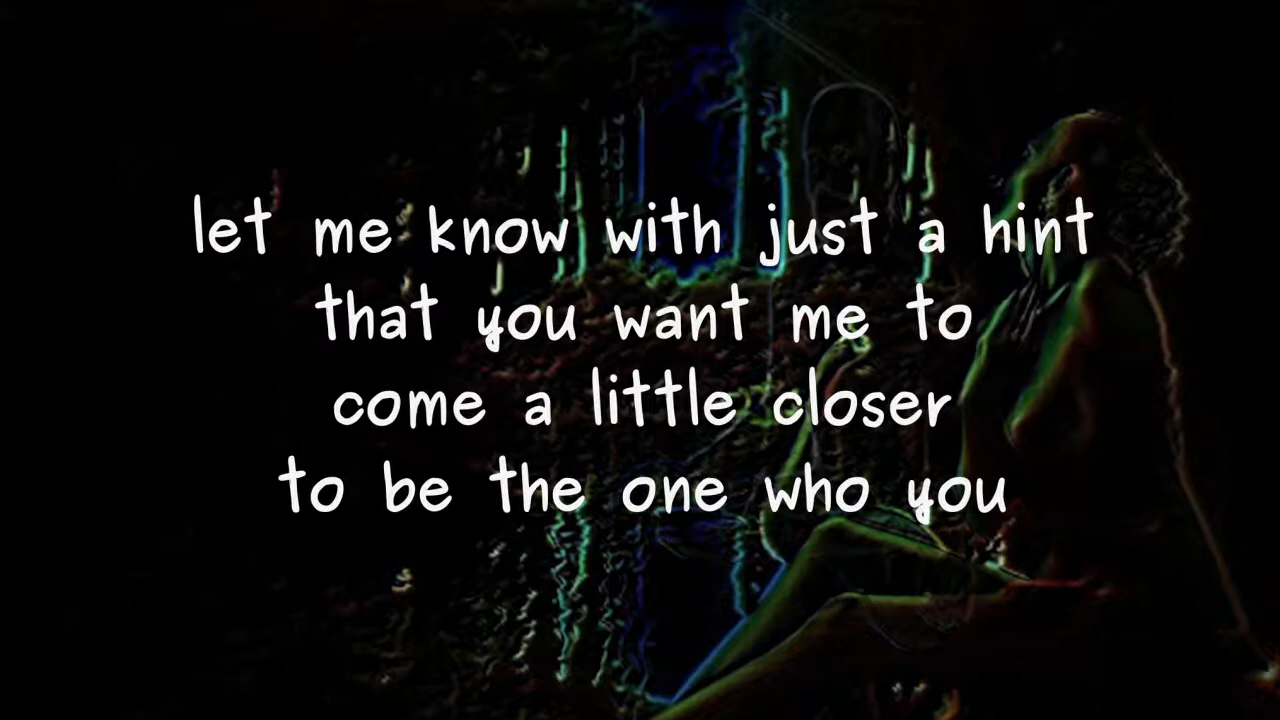 let me know with just a hint
that you want me to
come a little closer
to be the one who you